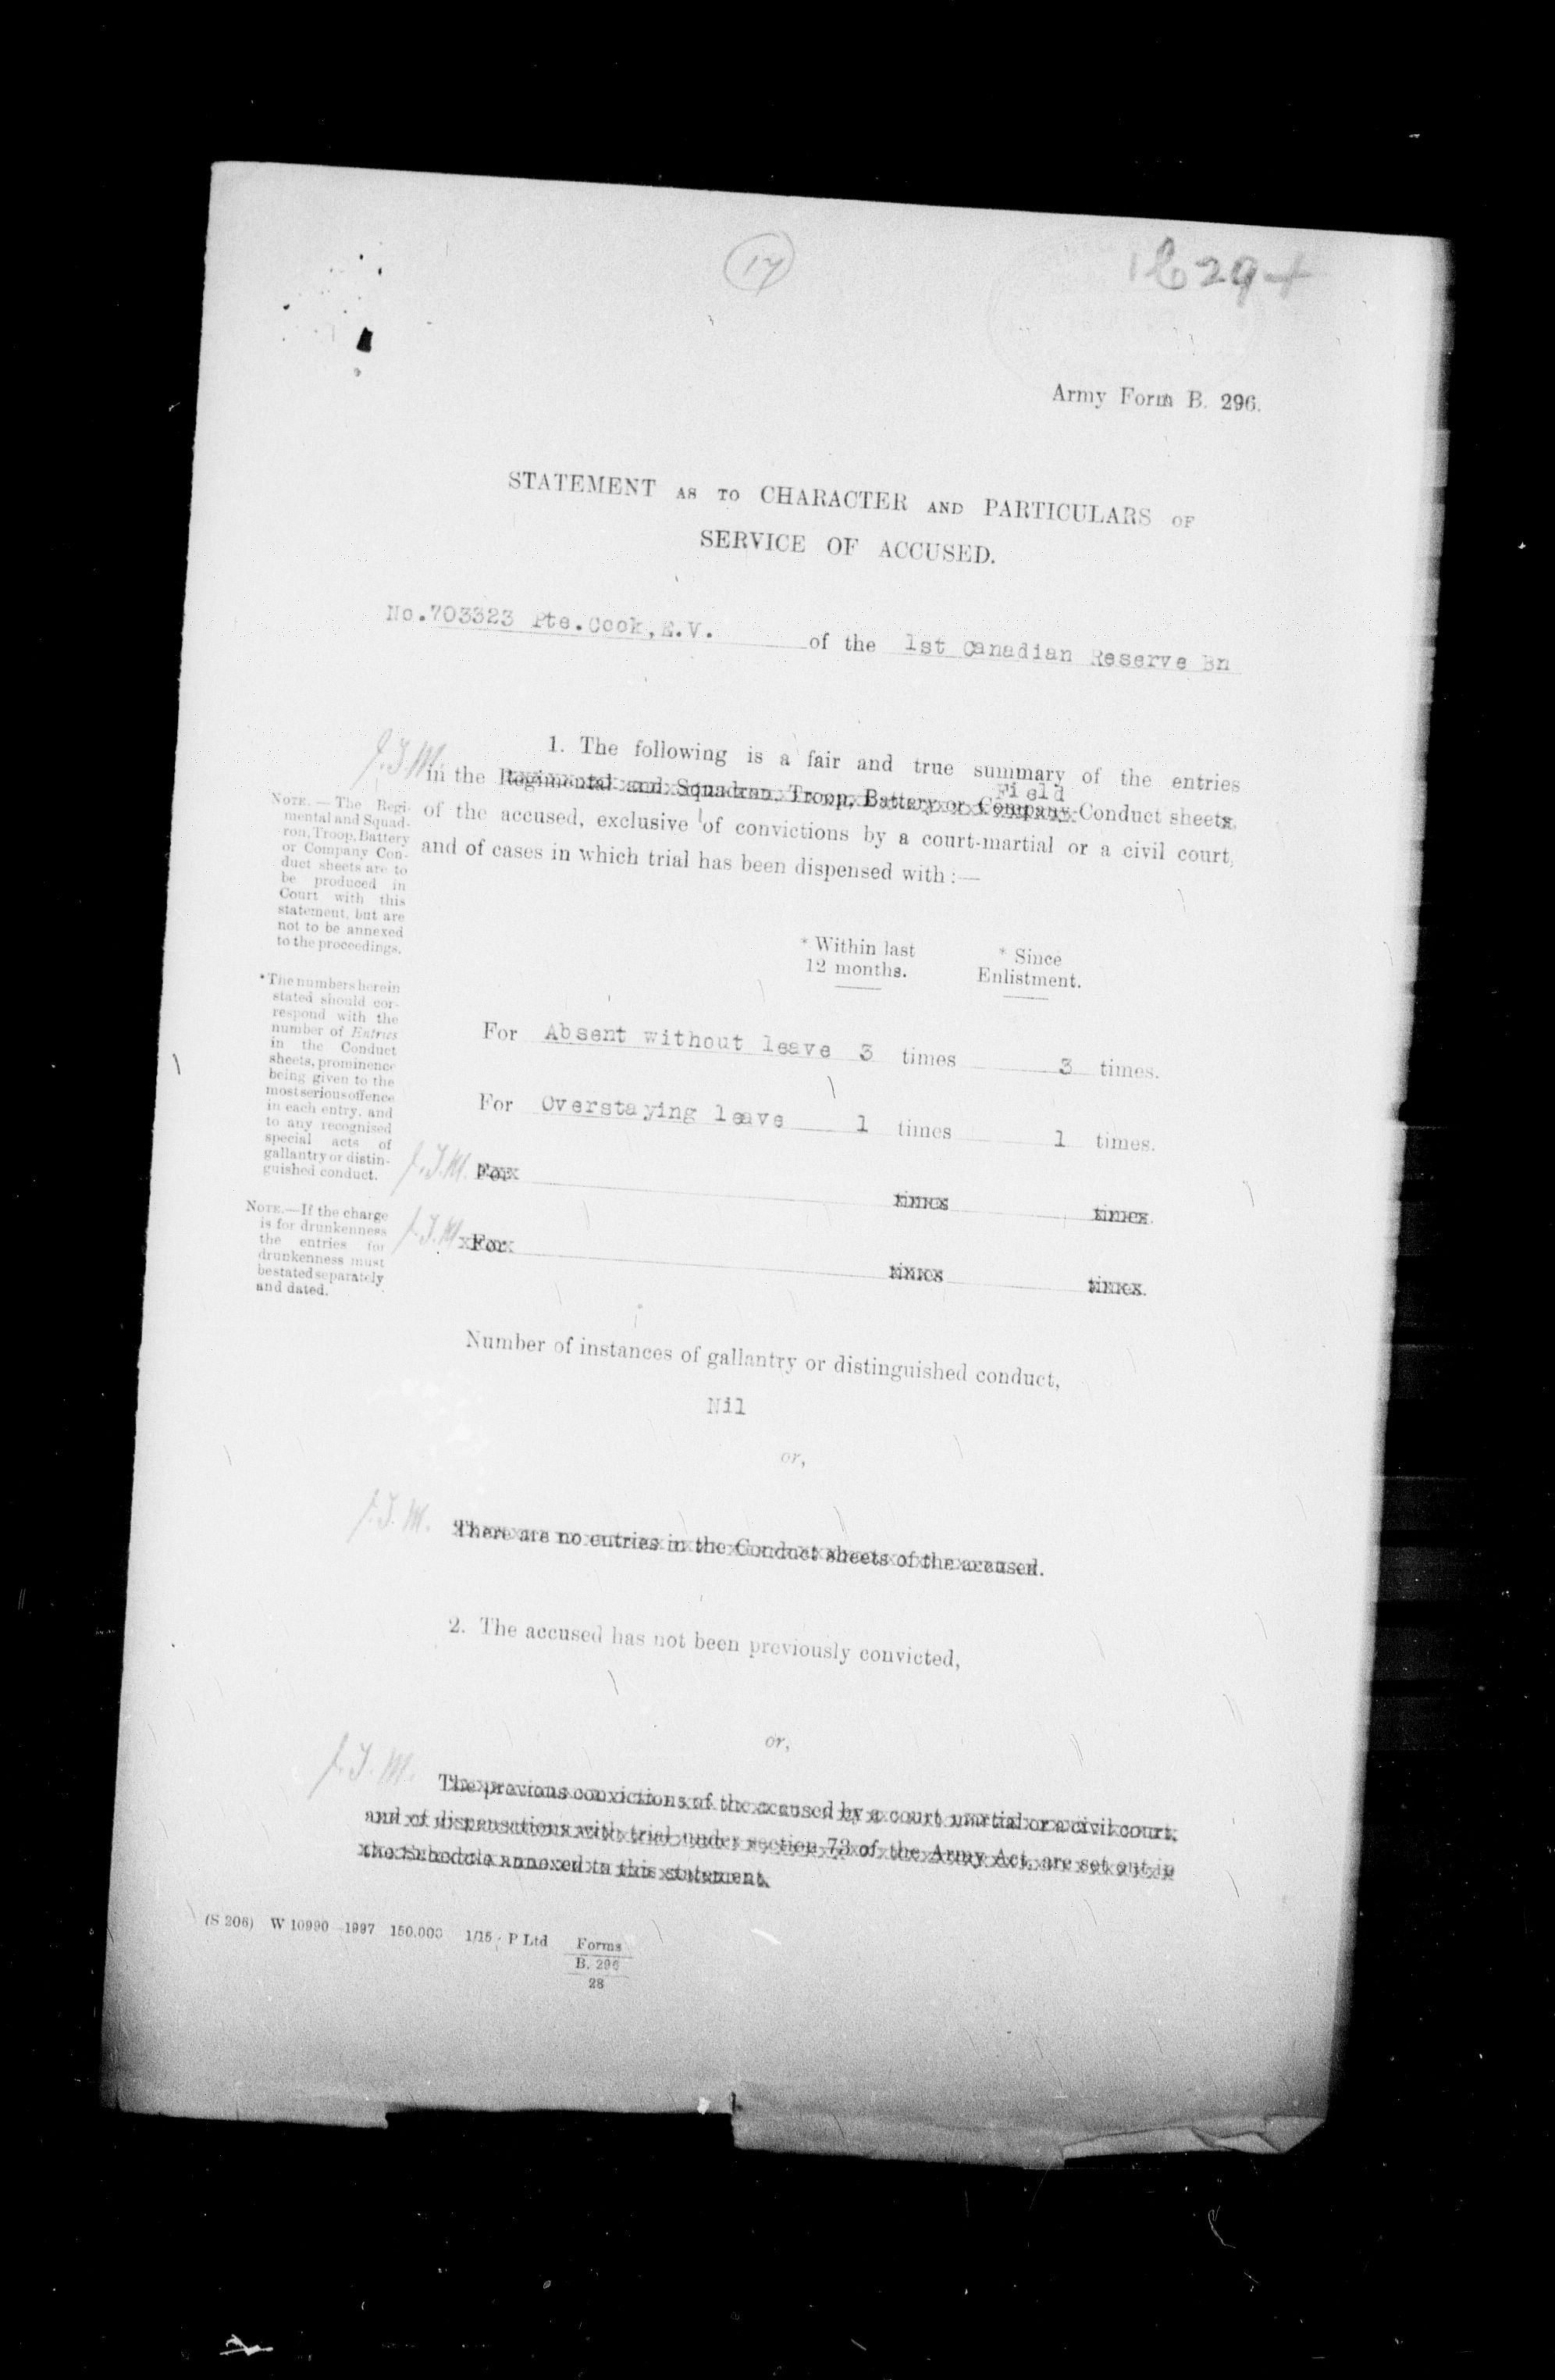 17
Army Form B. 296.
STATEMENT AS TO CHARACTER AND PARTICULARS OF
SERVICE OF ACCUSED.
No.703323 Pte.Cook,E.V. of the 1st Canadian Reserve Bn
1. The following is a fair and true summary of the entries
J.J.M. in the Regimental and Squadron, Troop, Battery or Company Field Conduct sheets,
of the accused, exclusive of convictions by a court-martial or a civil court,
and of cases in which trial has been dispensed with :—
NOTE. — The Regi-
mental and Squad-
ron, Troop, Battery
or Company Con-
duct sheets are to
be produced in
Court with this
statement, but are
not to be annexed
to the proceedings.
* The numbers herein
stated should cor-
respond with the
number of Entries
in the Conduct
sheets, prominence
being given to the
most serious offence
in each entry, and
to any recognised
special acts of
gallantry or distin-
guished conduct.
NOTE.—If the charge
is for drunkenness
the entries for
drunkenness must
be stated separately
and dated.
* Within last
12 months.
* Since
Enlistment.
For Absent without leave 3 times 3 times.
For Overstaying leave 1 times 1 times.
J.J.M. For times times.
J.J.M. For times times.
Number of instances of gallantry or distinguished conduct,
Nil
or,
J.J.M. There are no entries in the Conduct sheets of the accused.
2. The accused has not been previously convicted,
or,
J.J.M. The previous convictions of the accused by a court martial or a civil court,
and of dispensations with trial under section 73 of the Army Act, are set out in
the Schedule annexed to this statement.
(S 206) W 10990—1997 150,000 1/15 P Ltd Forms
B. 296
28